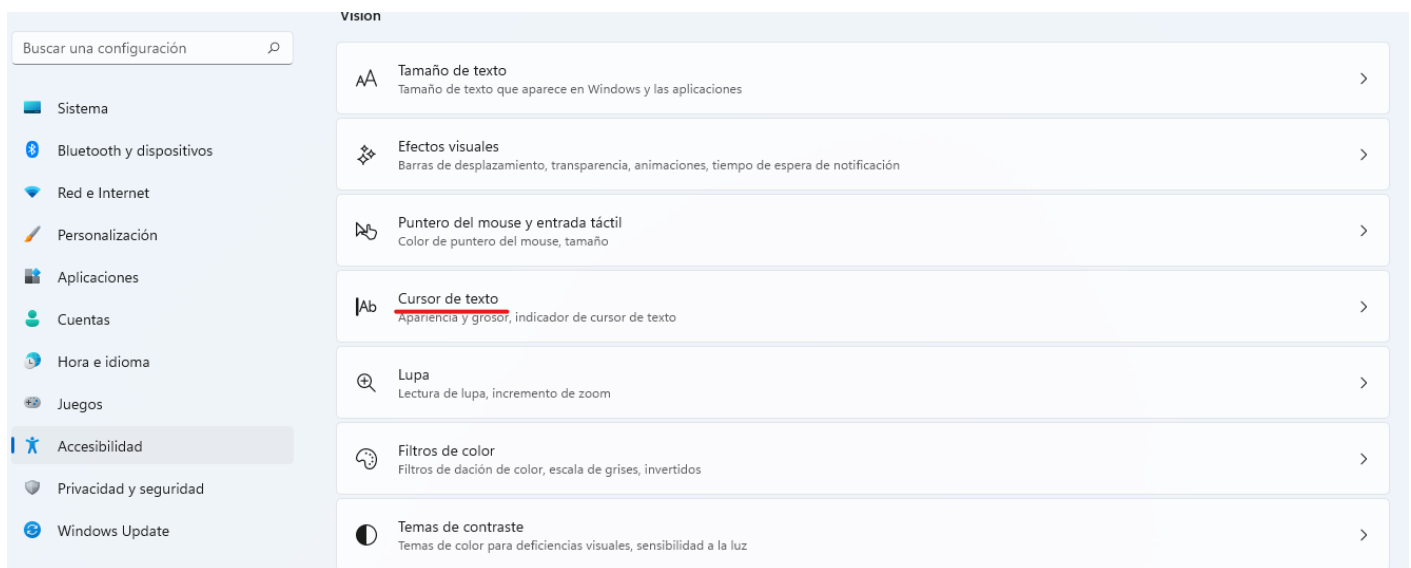 Visión
Buscar una configuración
Sistema
Bluetooth y dispositivos
Red e Internet
Personalización
Aplicaciones
Cuentas
Hora e idioma
Juegos
Accesibilidad
Privacidad y seguridad
Windows Update
Tamaño de texto
Tamaño de texto que aparece en Windows y las aplicaciones
Efectos visuales
Barras de desplazamiento, transparencia, animaciones, tiempo de espera de notificación
Puntero del mouse y entrada táctil
Color de puntero del mouse, tamaño
Ab
Cursor de texto
Apariencia y grosor, indicador de cursor de texto
Lupa
Lectura de lupa, incremento de zoom
Filtros de color
Filtros de dación de color, escala de grises, invertidos
Temas de contraste
Temas de color para deficiencias visuales, sensibilidad a la luz